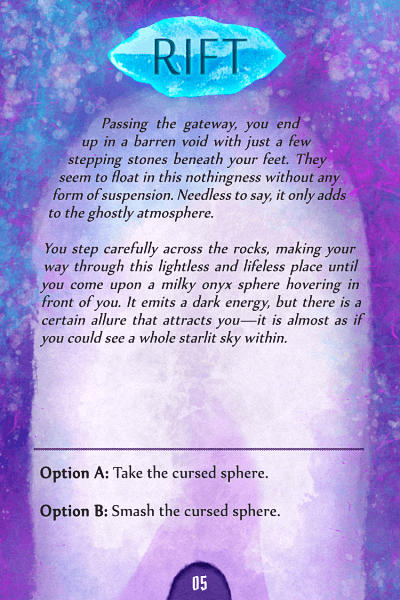 RIFT
Passing the gateway, you end
up in a barren void with just a few
stepping stones beneath your feet. They
seem to float in this nothingness without any
form of suspension. Needless to say, it only adds
to the ghostly atmosphere.
You step carefully across the rocks, making your
way through this lightless and lifeless place until
you come upon a milky onyx sphere hovering in
front of you. It emits a dark energy, but there is a
certain allure that attracts you—it is almost as if
you could see a whole starlit sky within.
Option A: Take the cursed sphere.
Option B: Smash the cursed sphere.
05